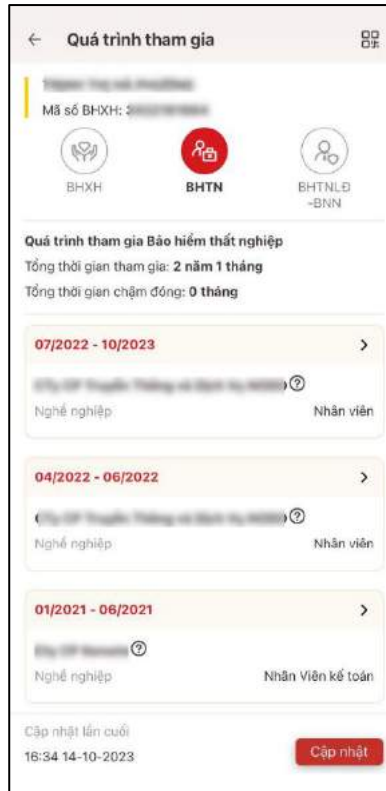 Quá trình tham gia
Mã số BHXH:
BHXH
BHTN
BHTNLĐ
-BNN
Quá trình tham gia Bảo hiểm thất nghiệp
Tổng thời gian tham gia: 2 năm 1 tháng
Tổng thời gian chậm đóng: 0 tháng
07/2022 - 10/2023
Nghề nghiệp Nhân viên
04/2022 - 06/2022
Nghề nghiệp Nhân viên
01/2021 - 06/2021
Nghề nghiệp Nhân Viên kế toán
Cập nhật lần cuối
16:34 14-10-2023
Cập nhật